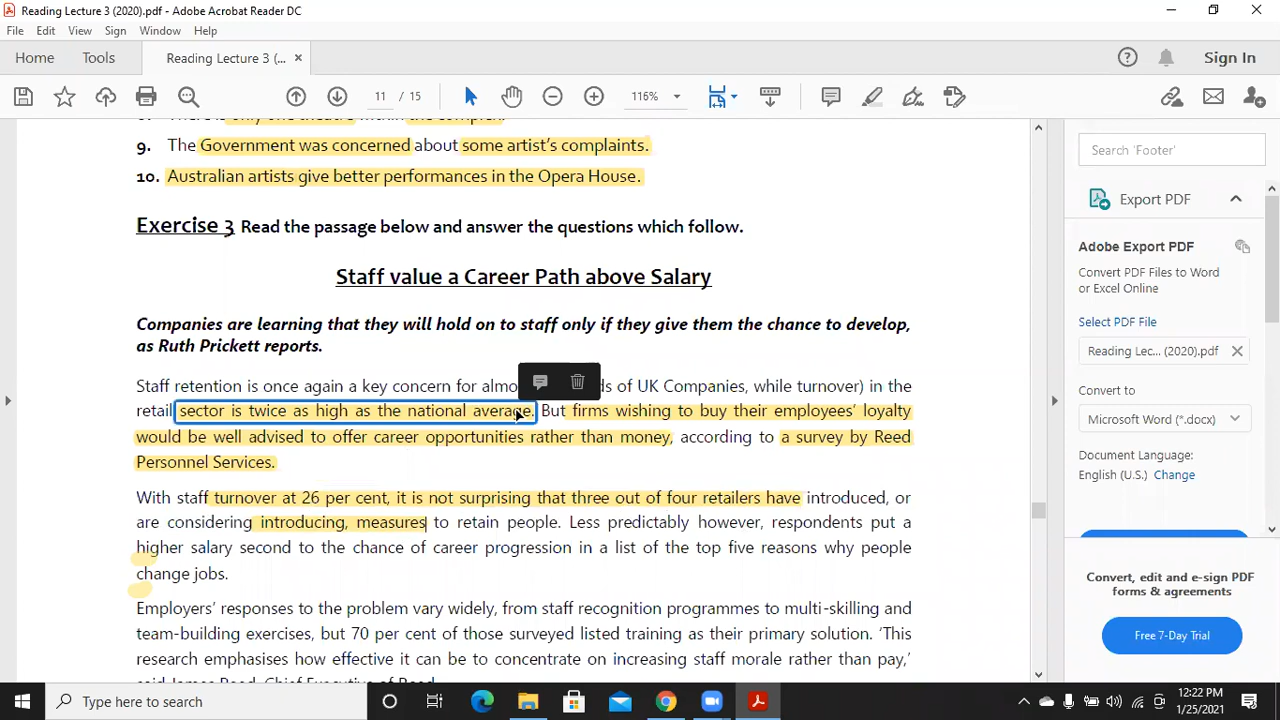 Reading Lecture 3 (2020).pdf - Adobe Acrobat Reader DC
File Edit View Sign Window Help
Home Tools Reading Lecture 3 (... × Sign In
11 / 15 116%
9. The Government was concerned about some artist's complaints.
10. Australian artists give better performances in the Opera House.
Exercise 3 Read the passage below and answer the questions which follow.
Staff value a Career Path above Salary
Companies are learning that they will hold on to staff only if they give them the chance to develop,
as Ruth Prickett reports.
Staff retention is once again a key concern for almo ds of UK Companies, while turnover) in the
retail sector is twice as high as the national average. But firms wishing to buy their employees' loyalty
would be well advised to offer career opportunities rather than money, according to a survey by Reed
Personnel Services.
With staff turnover at 26 per cent, it is not surprising that three out of four retailers have introduced, or
are considering introducing, measures to retain people. Less predictably however, respondents put a
higher salary second to the chance of career progression in a list of the top five reasons why people
change jobs.
Employers' responses to the problem vary widely, from staff recognition programmes to multi-skilling and
team-building exercises, but 70 per cent of those surveyed listed training as their primary solution. 'This
research emphasises how effective it can be to concentrate on increasing staff morale rather than pay,'
Search 'Footer'
Export PDF
Adobe Export PDF
Convert PDF Files to Word
or Excel Online
Select PDF File
Reading Lec... (2020).pdf
Convert to
Microsoft Word (*.docx)
Document Language:
English (U.S.) Change
Convert, edit and e-sign PDF
forms & agreements
Free 7-Day Trial
Type here to search
12:22 PM
1/25/2021